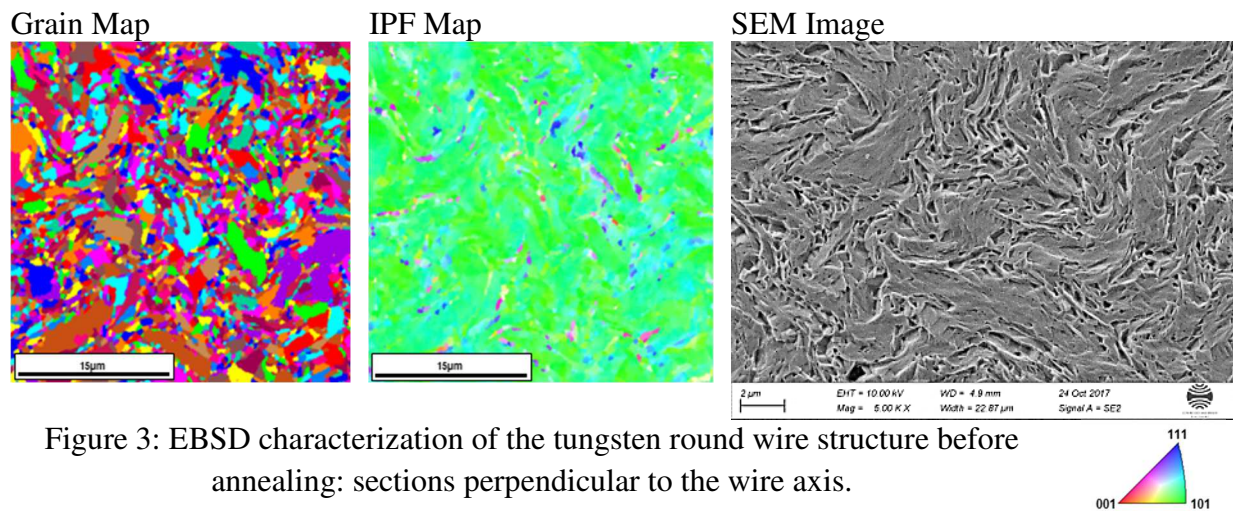 Grain Map
IPF Map
SEM Image
15µm
15µm
2 µm
EHT = 10.00 kV
WD = 4.9 mm
24 Oct 2017
Mag = 5.00 K X
Width = 22.87 µm
Signal A = SE2
Figure 3: EBSD characterization of the tungsten round wire structure before
annealing: sections perpendicular to the wire axis.
111
001
101